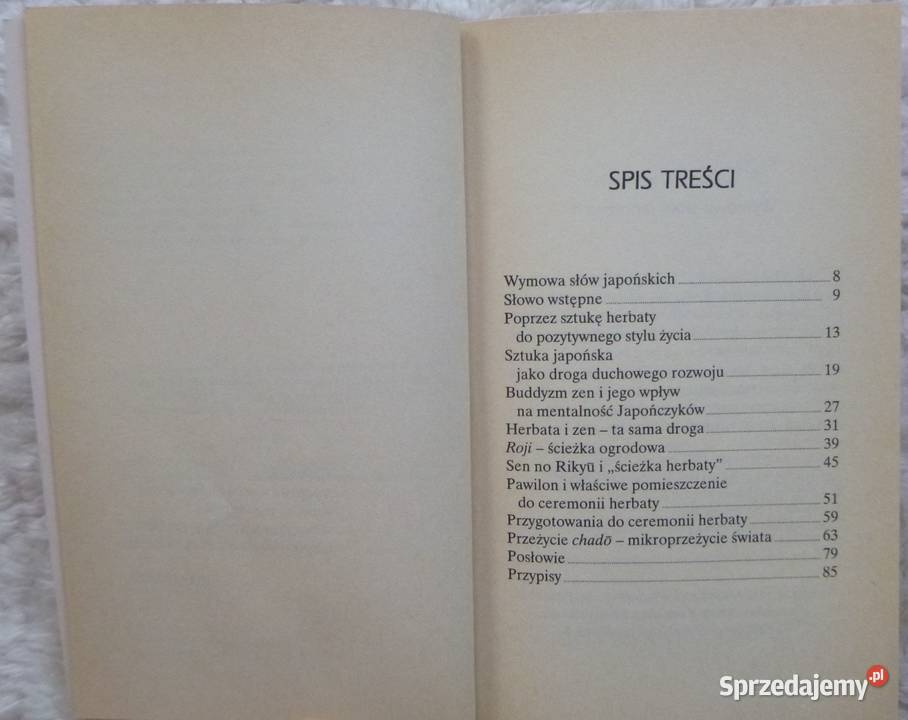 SPIS TREŚCI
Wymowa słów japońskich 8
Słowo wstępne 9
Poprzez sztukę herbaty
do pozytywnego stylu życia 13
Sztuka japońska
jako droga duchowego rozwoju 19
Buddyzm zen i jego wpływ
na mentalność Japończyków 27
Herbata i zen – ta sama droga 31
Roji – ścieżka ogrodowa 39
Sen no Rikyū i „ścieżka herbaty” 45
Pawilon i właściwe pomieszczenie
do ceremonii herbaty 51
Przygotowania do ceremonii herbaty 59
Przeżycie chadō – mikroprzeżycie świata 63
Posłowie 79
Przypisy 85
Sprzedajemy.pl